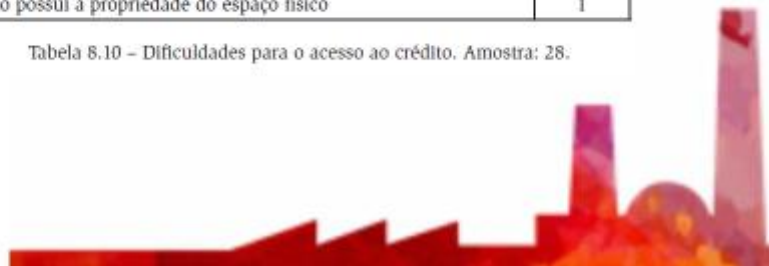 o possui a propriedade do espaço físico 1
Tabela 8.10 – Dificuldades para o acesso ao crédito. Amostra: 28.